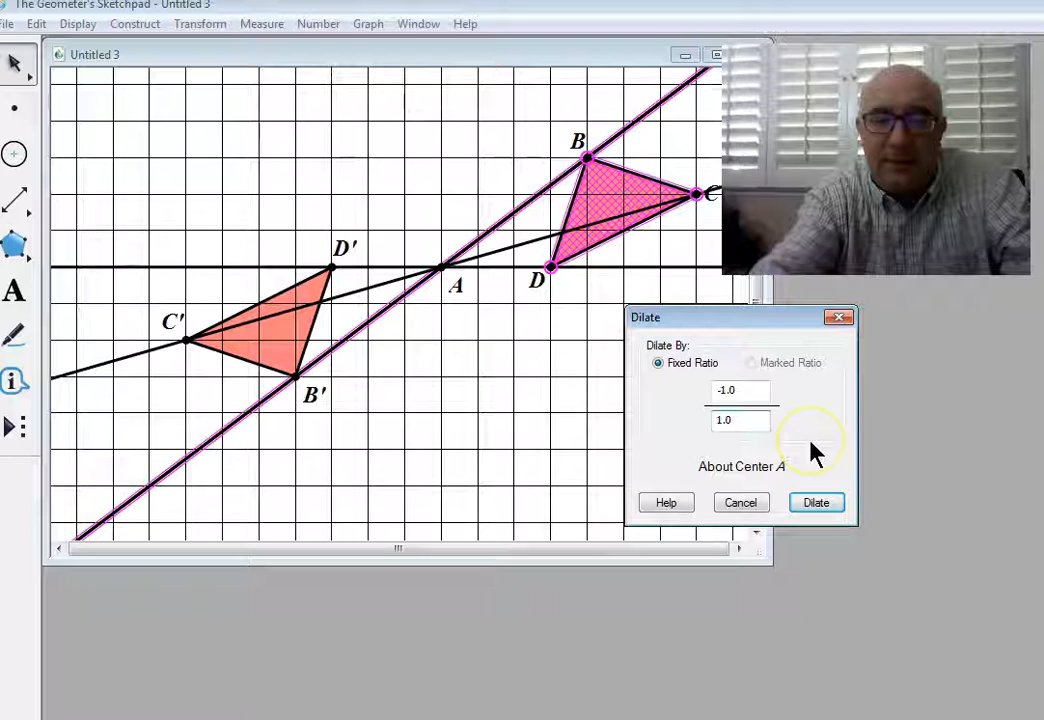 The Geometer's Sketchpad - Untitled 3
File Edit Display Construct Transform Measure Number Graph Window Help
Untitled 3
B
C
D'
A
D
C'
B'
A
Dilate
Dilate By:
Fixed Ratio Marked Ratio
-1.0
1.0
About Center A
Help Cancel Dilate